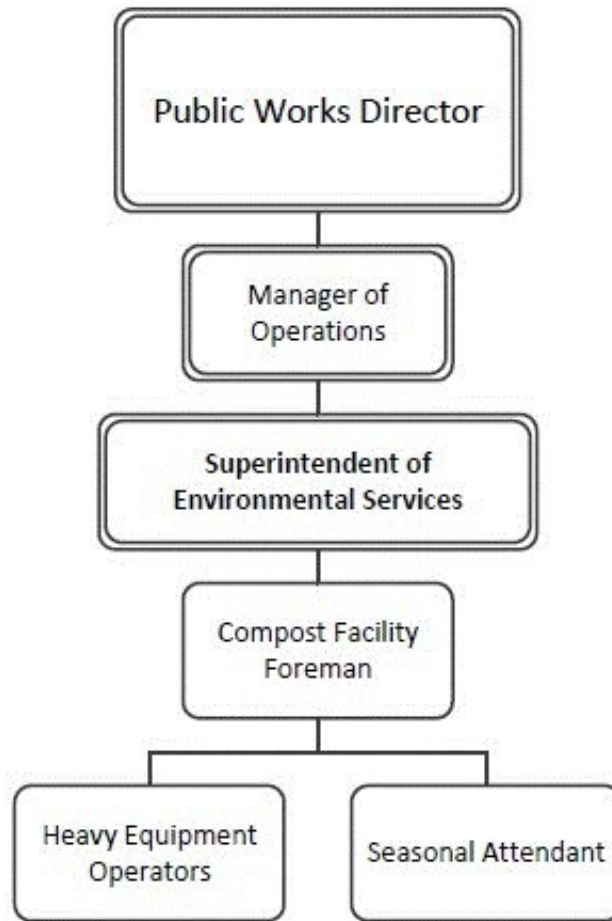 Public Works Director
Manager of
Operations
Superintendent of
Environmental Services
Compost Facility
Foreman
Heavy Equipment
Operators
Seasonal Attendant